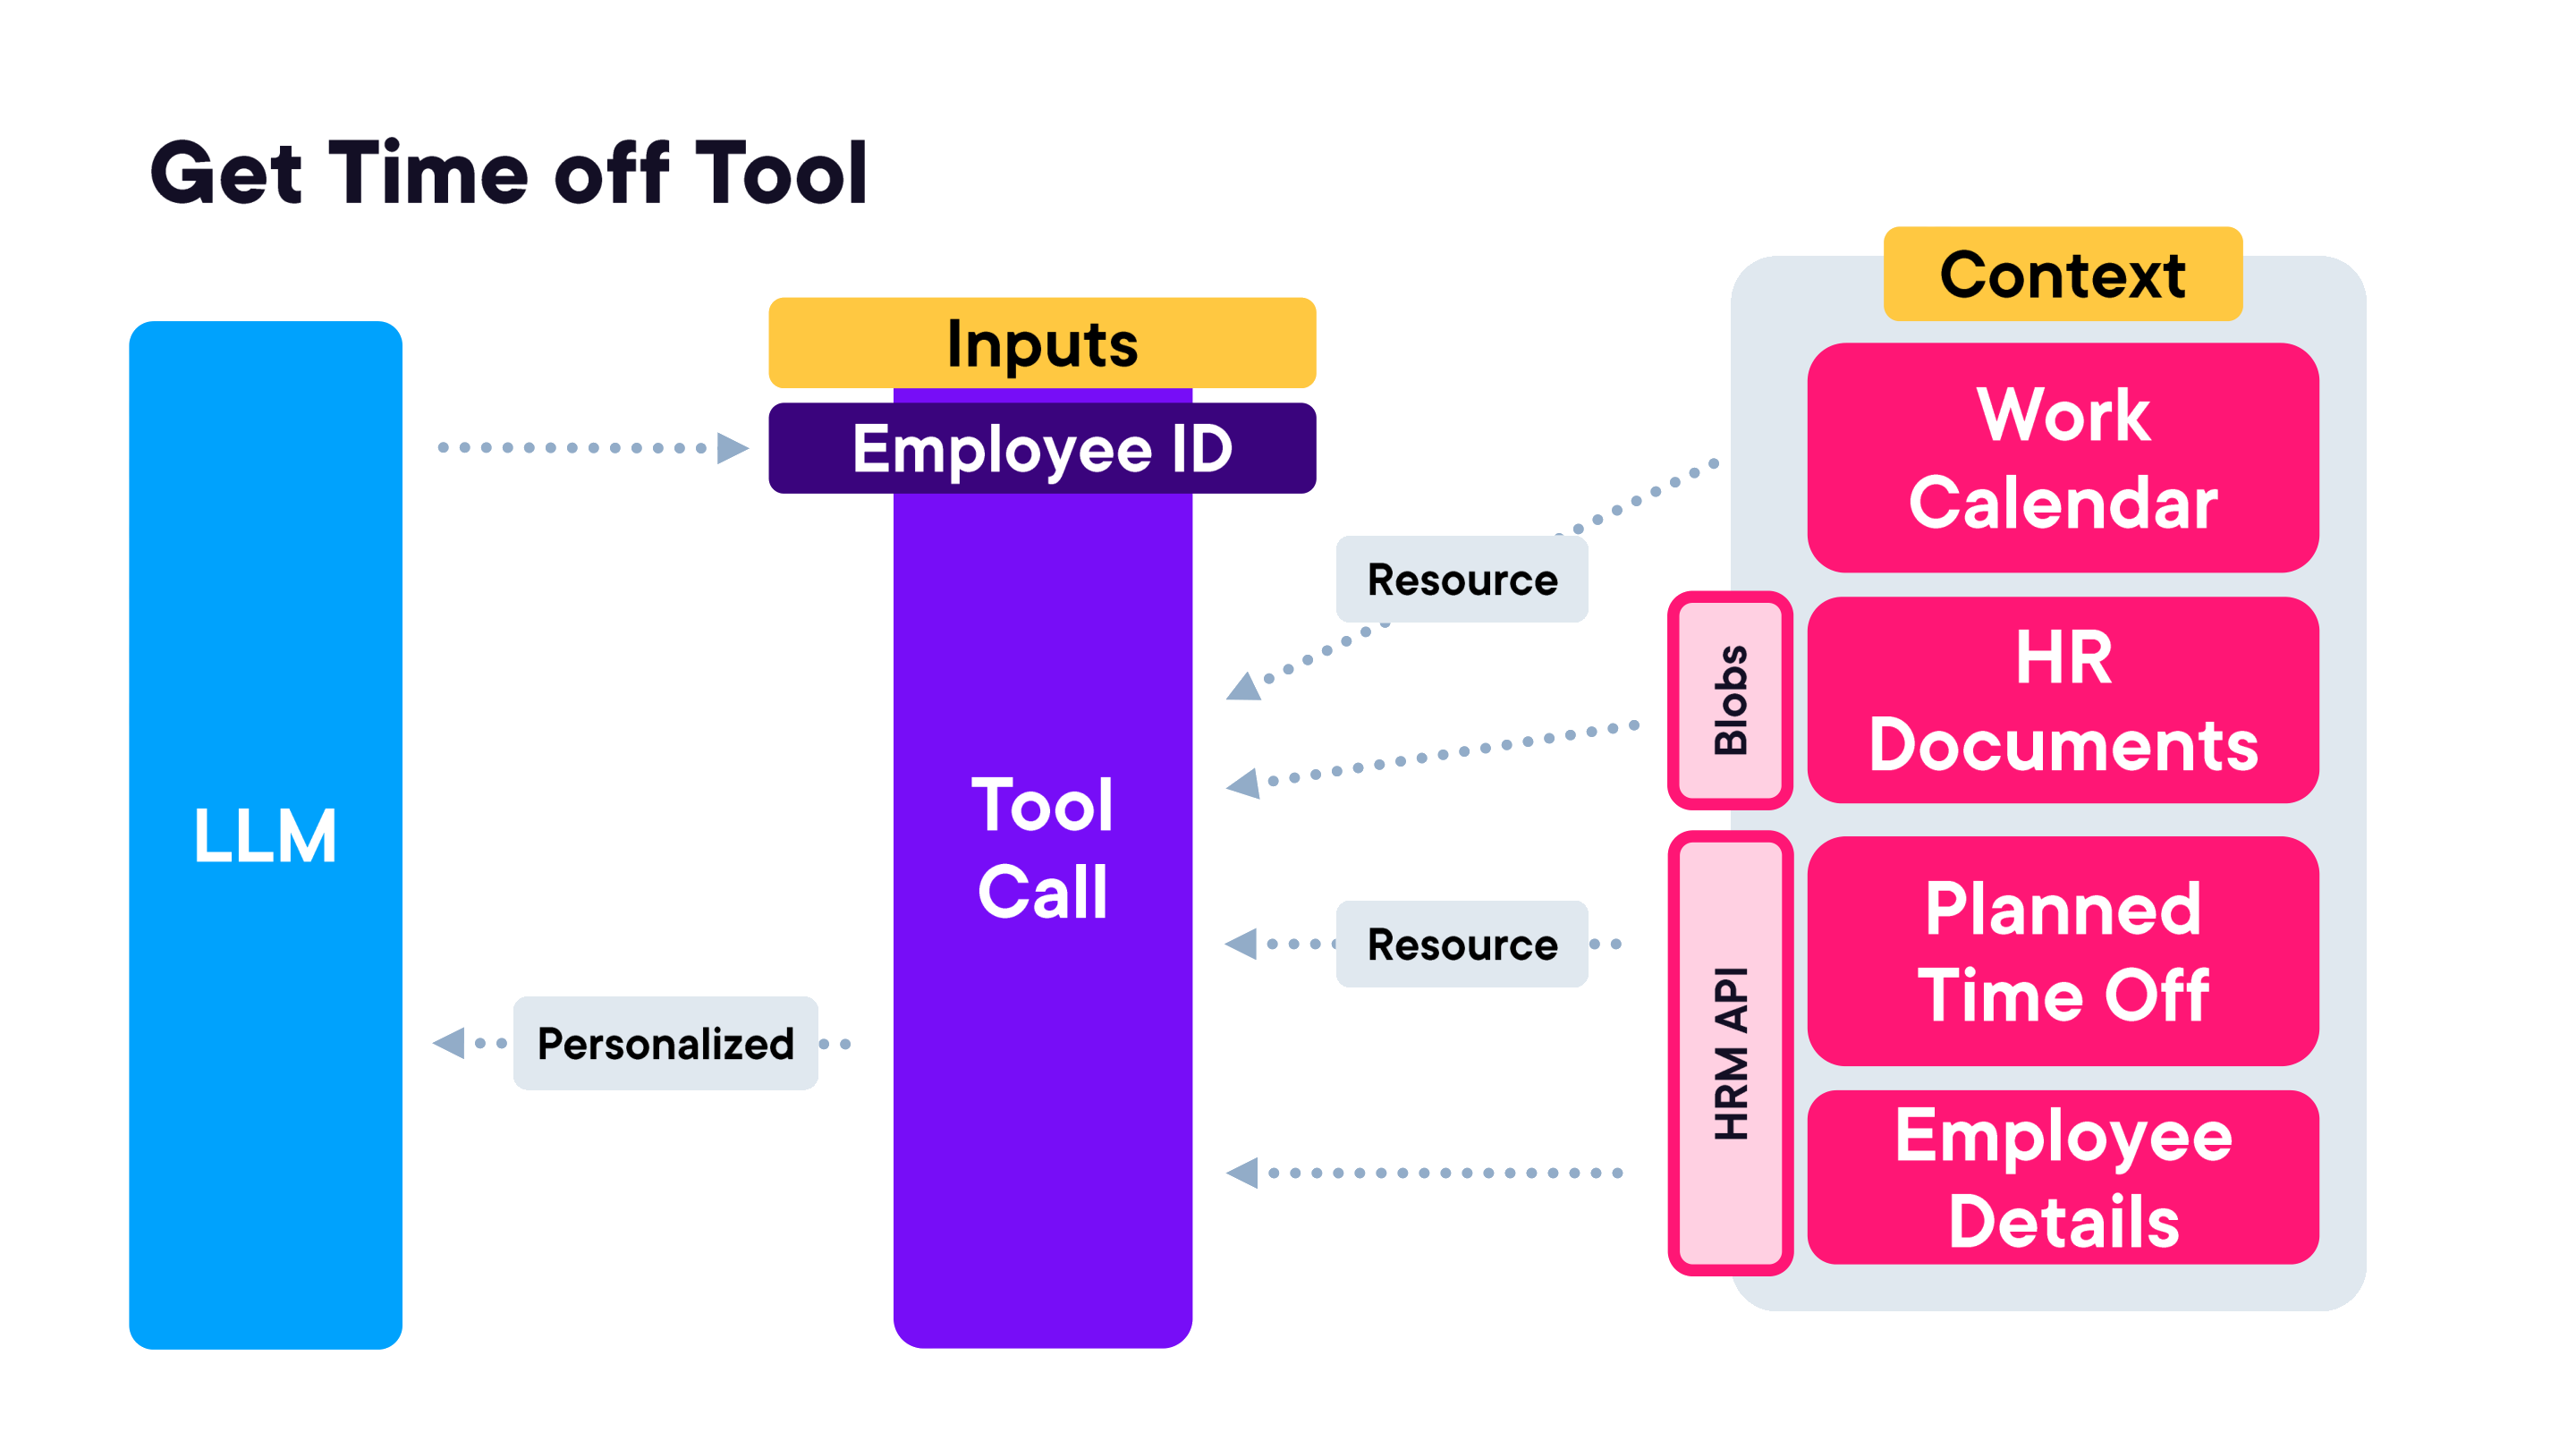 Get Time off Tool
LLM
Inputs
Employee ID
Tool
Call
Personalized
Resource
Resource
Context
Work
Calendar
Blobs
HR
Documents
HRM API
Planned
Time Off
Employee
Details